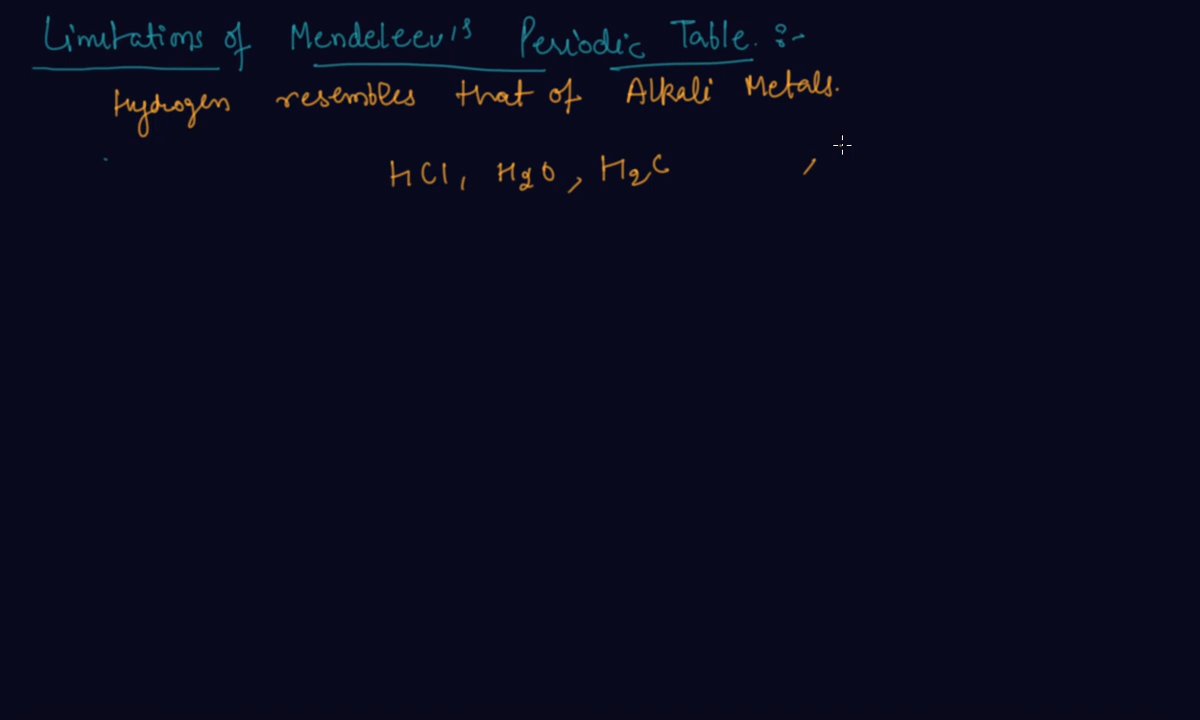 Limitations of Mendeleev's Periodic Table :-
Hydrogen resembles that of Alkali Metals.
HCl, H2O, H2C ,